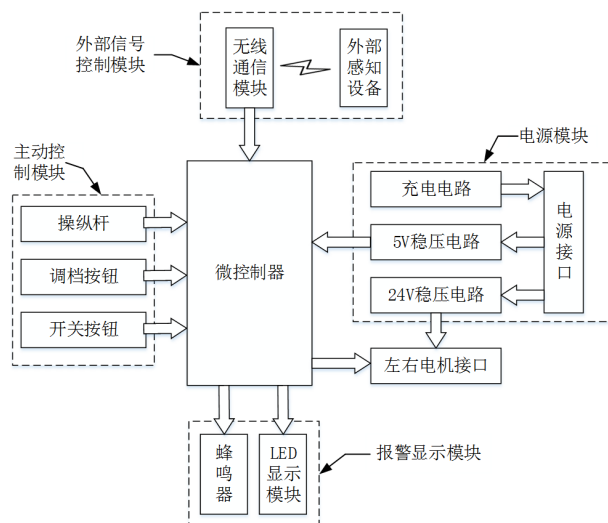 外部信号
控制模块
无线
通信
模块
外部
感知
设备
主动控
制模块
操纵杆
调档按钮
开关按钮
微控制器
电源模块
充电电路
5V稳压电路
24V稳压电路
电
源
接
口
左右电机接口
蜂
鸣
器
LED
显示
模块
报警显示模块